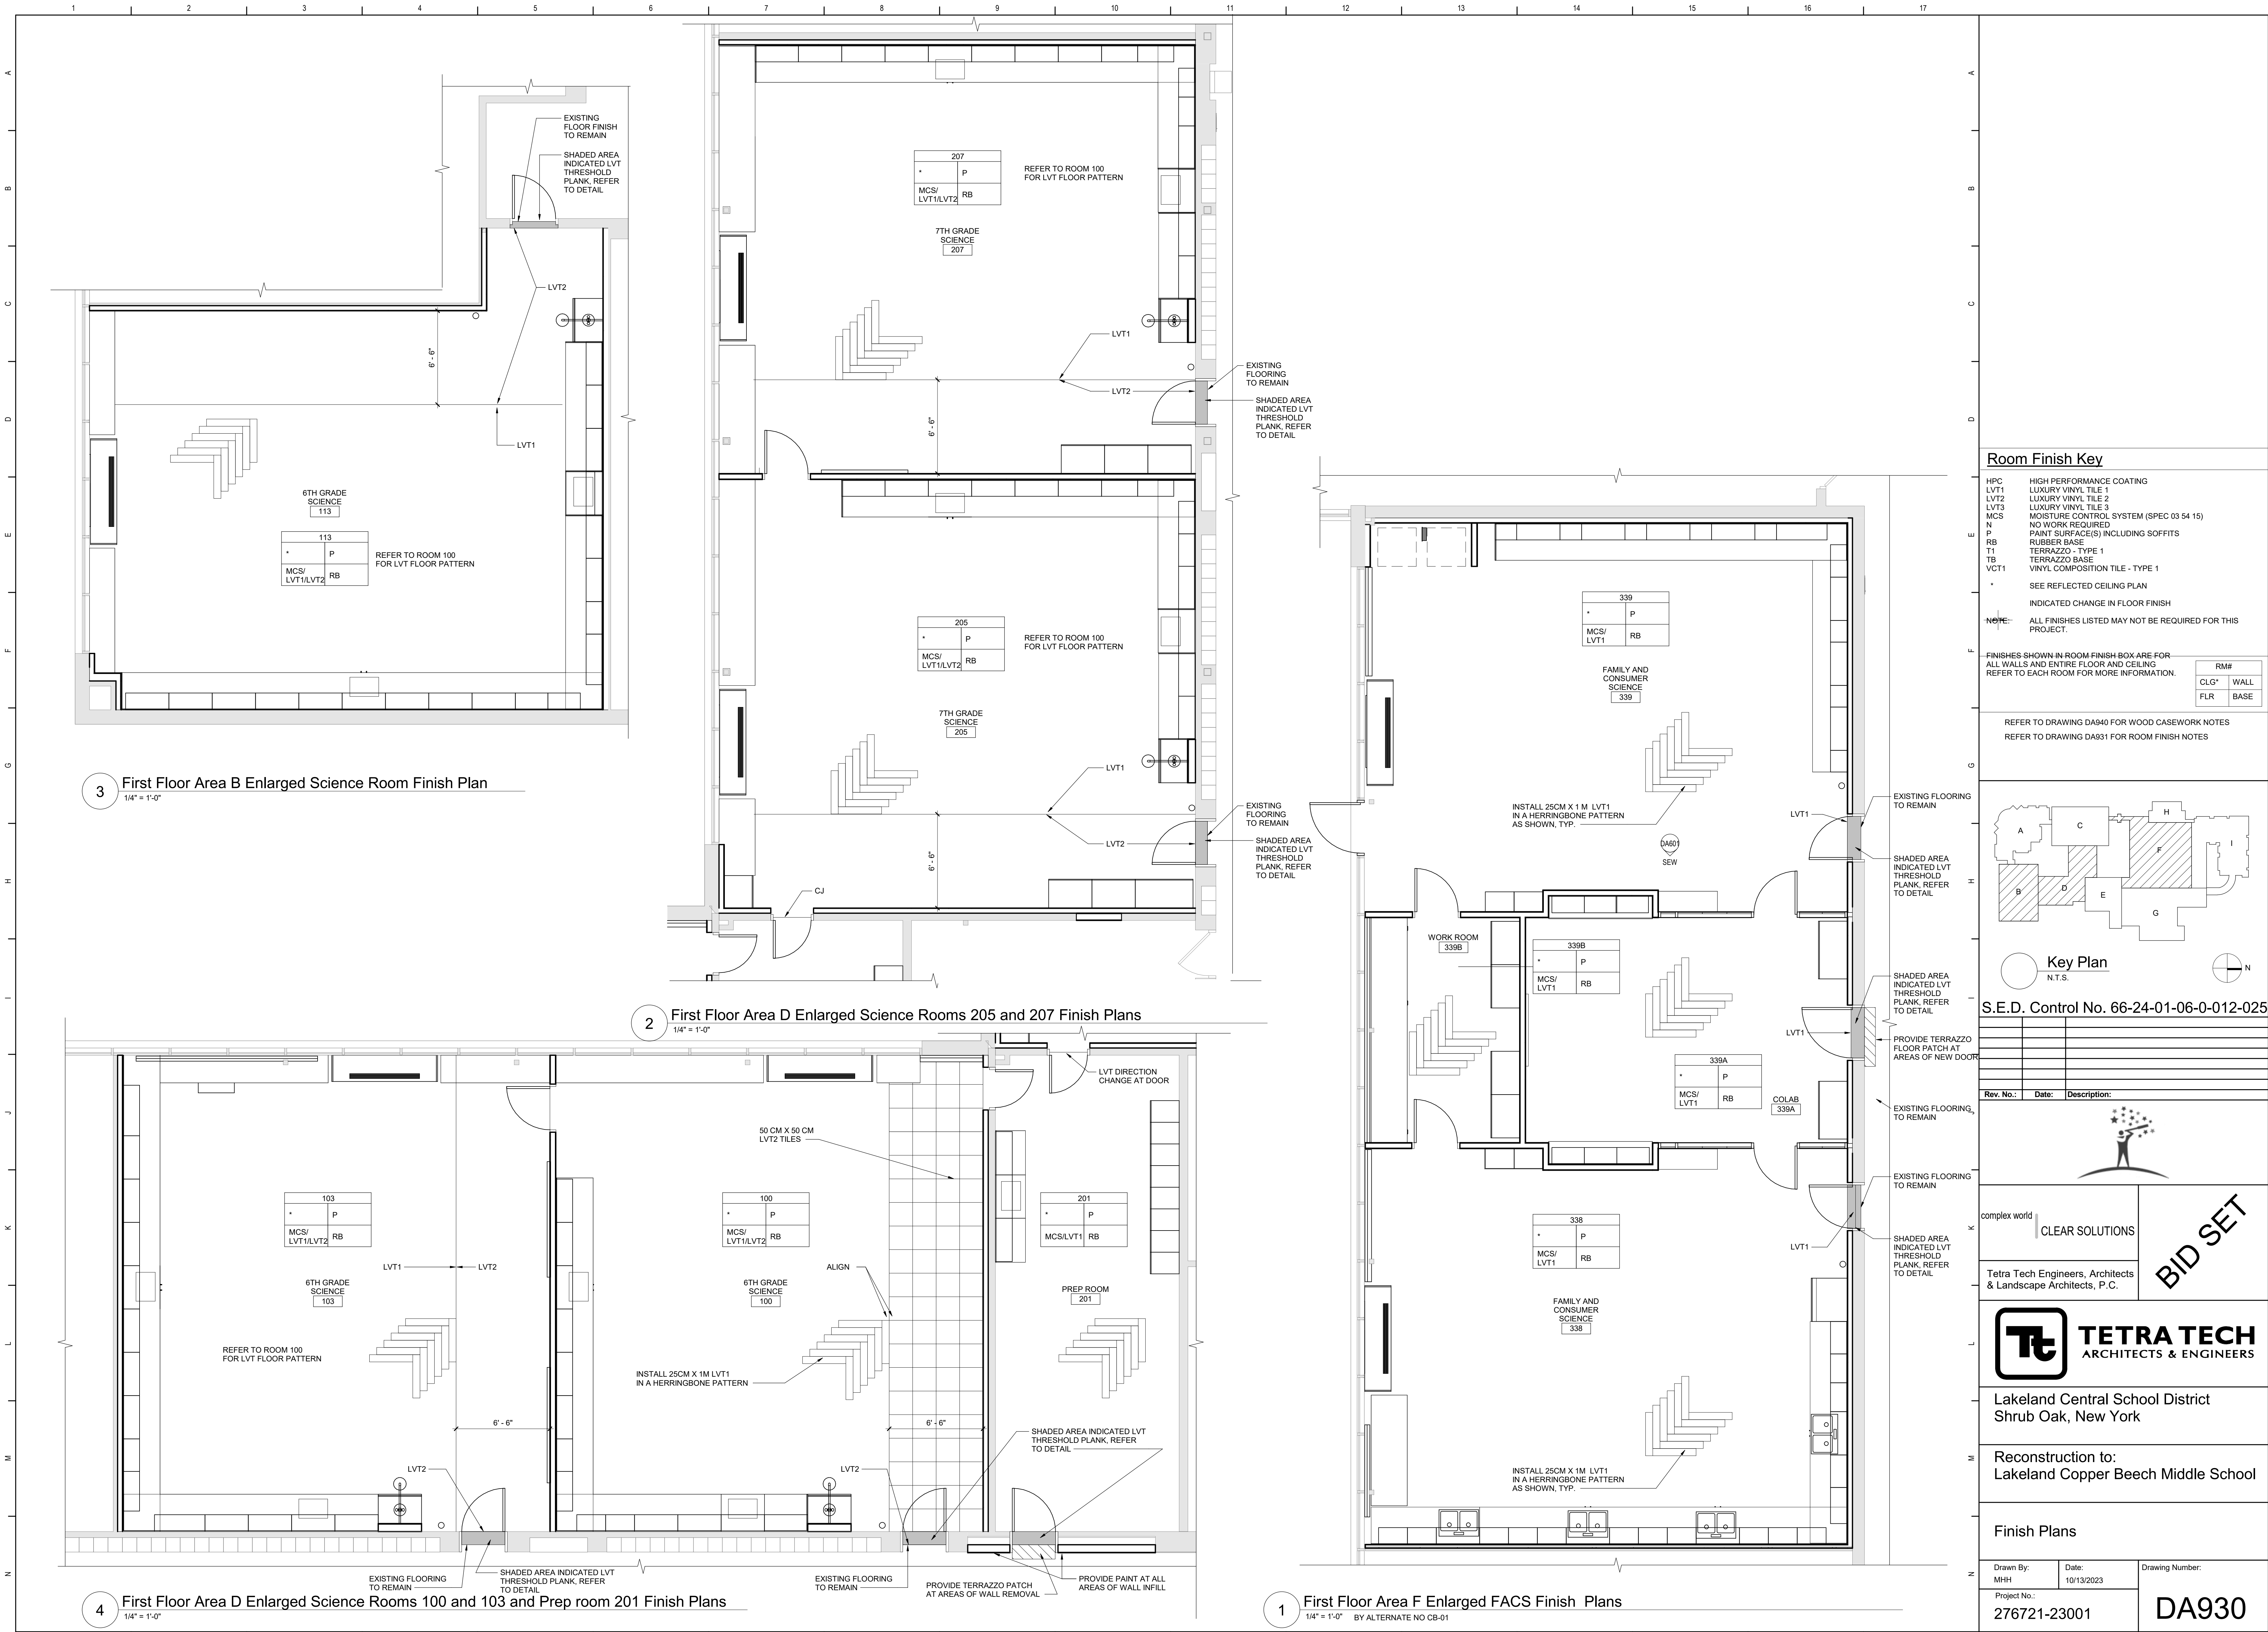 1 2 3 4 5 6 7 8 9 10 11 12 13 14 15 16 17
A
B
C
D
E
F
G
H
I
J
K
L
M
N
EXISTING
FLOOR FINISH
TO REMAIN
SHADED AREA
INDICATED LVT
THRESHOLD
PLANK, REFER
TO DETAIL
LVT2
6' - 6"
LVT1
6TH GRADE
SCIENCE
113
113
* P
MCS/
LVT1/LVT2 RB
REFER TO ROOM 100
FOR LVT FLOOR PATTERN
3 First Floor Area B Enlarged Science Room Finish Plan
1/4" = 1'-0"
207
* P
MCS/
LVT1/LVT2 RB
REFER TO ROOM 100
FOR LVT FLOOR PATTERN
7TH GRADE
SCIENCE
207
LVT1
LVT2
6' - 6"
EXISTING
FLOORING
TO REMAIN
SHADED AREA
INDICATED LVT
THRESHOLD
PLANK, REFER
TO DETAIL
205
* P
MCS/
LVT1/LVT2 RB
REFER TO ROOM 100
FOR LVT FLOOR PATTERN
7TH GRADE
SCIENCE
205
LVT1
LVT2
6' - 6"
CJ
EXISTING
FLOORING
TO REMAIN
SHADED AREA
INDICATED LVT
THRESHOLD
PLANK, REFER
TO DETAIL
2 First Floor Area D Enlarged Science Rooms 205 and 207 Finish Plans
1/4" = 1'-0"
LVT DIRECTION
CHANGE AT DOOR
50 CM X 50 CM
LVT2 TILES
103
* P
MCS/
LVT1/LVT2 RB
LVT1 LVT2
6TH GRADE
SCIENCE
103
REFER TO ROOM 100
FOR LVT FLOOR PATTERN
6' - 6"
LVT2
100
* P
MCS/
LVT1/LVT2 RB
ALIGN
6TH GRADE
SCIENCE
100
INSTALL 25CM X 1M LVT1
IN A HERRINGBONE PATTERN
6' - 6"
LVT2
201
* P
MCS/LVT1 RB
PREP ROOM
201
SHADED AREA INDICATED LVT
THRESHOLD PLANK, REFER
TO DETAIL
EXISTING FLOORING
TO REMAIN
SHADED AREA INDICATED LVT
THRESHOLD PLANK, REFER
TO DETAIL
EXISTING FLOORING
TO REMAIN
PROVIDE TERRAZZO PATCH
AT AREAS OF WALL REMOVAL
PROVIDE PAINT AT ALL
AREAS OF WALL INFILL
4 First Floor Area D Enlarged Science Rooms 100 and 103 and Prep room 201 Finish Plans
1/4" = 1'-0"
339
* P
MCS/
LVT1 RB
FAMILY AND
CONSUMER
SCIENCE
339
INSTALL 25CM X 1 M LVT1
IN A HERRINGBONE PATTERN
AS SHOWN, TYP.
DA601
SEW
LVT1
EXISTING FLOORING
TO REMAIN
SHADED AREA
INDICATED LVT
THRESHOLD
PLANK, REFER
TO DETAIL
WORK ROOM
339B
339B
* P
MCS/
LVT1 RB
339A
* P
MCS/
LVT1 RB
COLAB
339A
LVT1
SHADED AREA
INDICATED LVT
THRESHOLD
PLANK, REFER
TO DETAIL
PROVIDE TERRAZZO
FLOOR PATCH AT
AREAS OF NEW DOOR
EXISTING FLOORING
TO REMAIN
EXISTING FLOORING
TO REMAIN
SHADED AREA
INDICATED LVT
THRESHOLD
PLANK, REFER
TO DETAIL
LVT1
338
* P
MCS/
LVT1 RB
FAMILY AND
CONSUMER
SCIENCE
338
INSTALL 25CM X 1M LVT1
IN A HERRINGBONE PATTERN
AS SHOWN, TYP.
1 First Floor Area F Enlarged FACS Finish Plans
1/4" = 1'-0" BY ALTERNATE NO CB-01
A
B
C
D
E
F
G
H
I
J
K
L
M
N
Room Finish Key
HPC HIGH PERFORMANCE COATING
LVT1 LUXURY VINYL TILE 1
LVT2 LUXURY VINYL TILE 2
LVT3 LUXURY VINYL TILE 3
MCS MOISTURE CONTROL SYSTEM (SPEC 03 54 15)
N NO WORK REQUIRED
P PAINT SURFACE(S) INCLUDING SOFFITS
RB RUBBER BASE
T1 TERRAZZO - TYPE 1
TB TERRAZZO BASE
VCT1 VINYL COMPOSITION TILE - TYPE 1
* SEE REFLECTED CEILING PLAN
INDICATED CHANGE IN FLOOR FINISH
NOTE: ALL FINISHES LISTED MAY NOT BE REQUIRED FOR THIS
PROJECT.
FINISHES SHOWN IN ROOM FINISH BOX ARE FOR
ALL WALLS AND ENTIRE FLOOR AND CEILING
REFER TO EACH ROOM FOR MORE INFORMATION.
RM#
CLG* WALL
FLR BASE
REFER TO DRAWING DA940 FOR WOOD CASEWORK NOTES
REFER TO DRAWING DA931 FOR ROOM FINISH NOTES
A
B
C
D
E
F
G
H
I
Key Plan
N.T.S.
N
S.E.D. Control No. 66-24-01-06-0-012-025
Rev. No.: Date: Description:
complex world
CLEAR SOLUTIONS
Tetra Tech Engineers, Architects
& Landscape Architects, P.C.
BID SET
Tt TETRA TECH
ARCHITECTS & ENGINEERS
Lakeland Central School District
Shrub Oak, New York
Reconstruction to:
Lakeland Copper Beech Middle School
Finish Plans
Drawn By: Date: Drawing Number:
MHH 10/13/2023
Project No.:
276721-23001
DA930